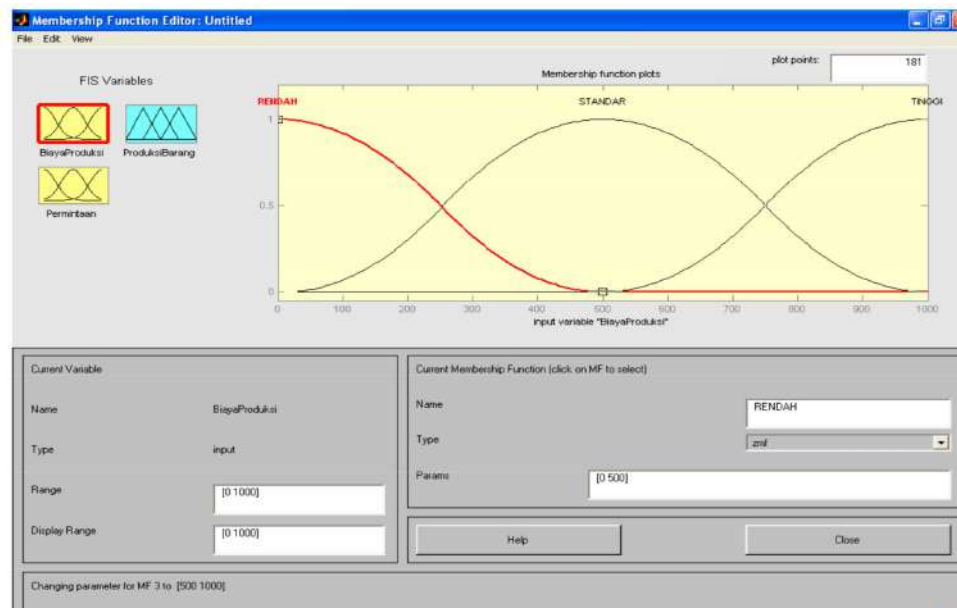 Membership Function Editor: Untitled
File Edit View
FIS Variables
BiayaProduksi
ProduksiBarang
Permintaan
plot points:
181
Membership function plots
RENDAH
STANDAR
TINGGI
1
0.5
0
0 100 200 300 400 500 600 700 800 900 1000
input variable "BiayaProduksi"
Current Variable
Name BiayaProduksi
Type input
Range [0 1000]
Display Range [0 1000]
Current Membership Function (click on MF to select)
Name RENDAH
Type zmf
Params [0 500]
Help
Close
Changing parameter for MF 3 to [500 1000]